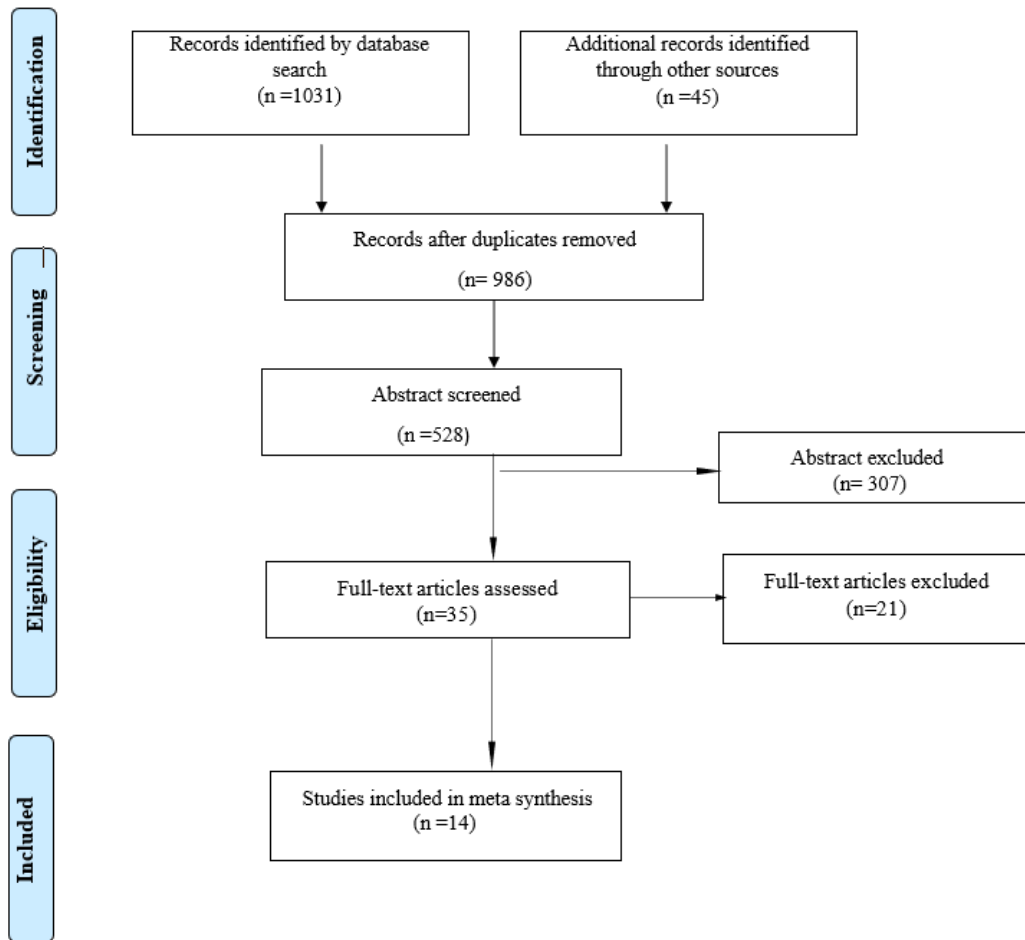 Identification
Records identified by database
search
(n =1031)
Additional records identified
through other sources
(n =45)
Records after duplicates removed
(n= 986)
Screening
Abstract screened
(n =528)
Abstract excluded
(n= 307)
Eligibility
Full-text articles assessed
(n=35)
Full-text articles excluded
(n=21)
Included
Studies included in meta synthesis
(n =14)